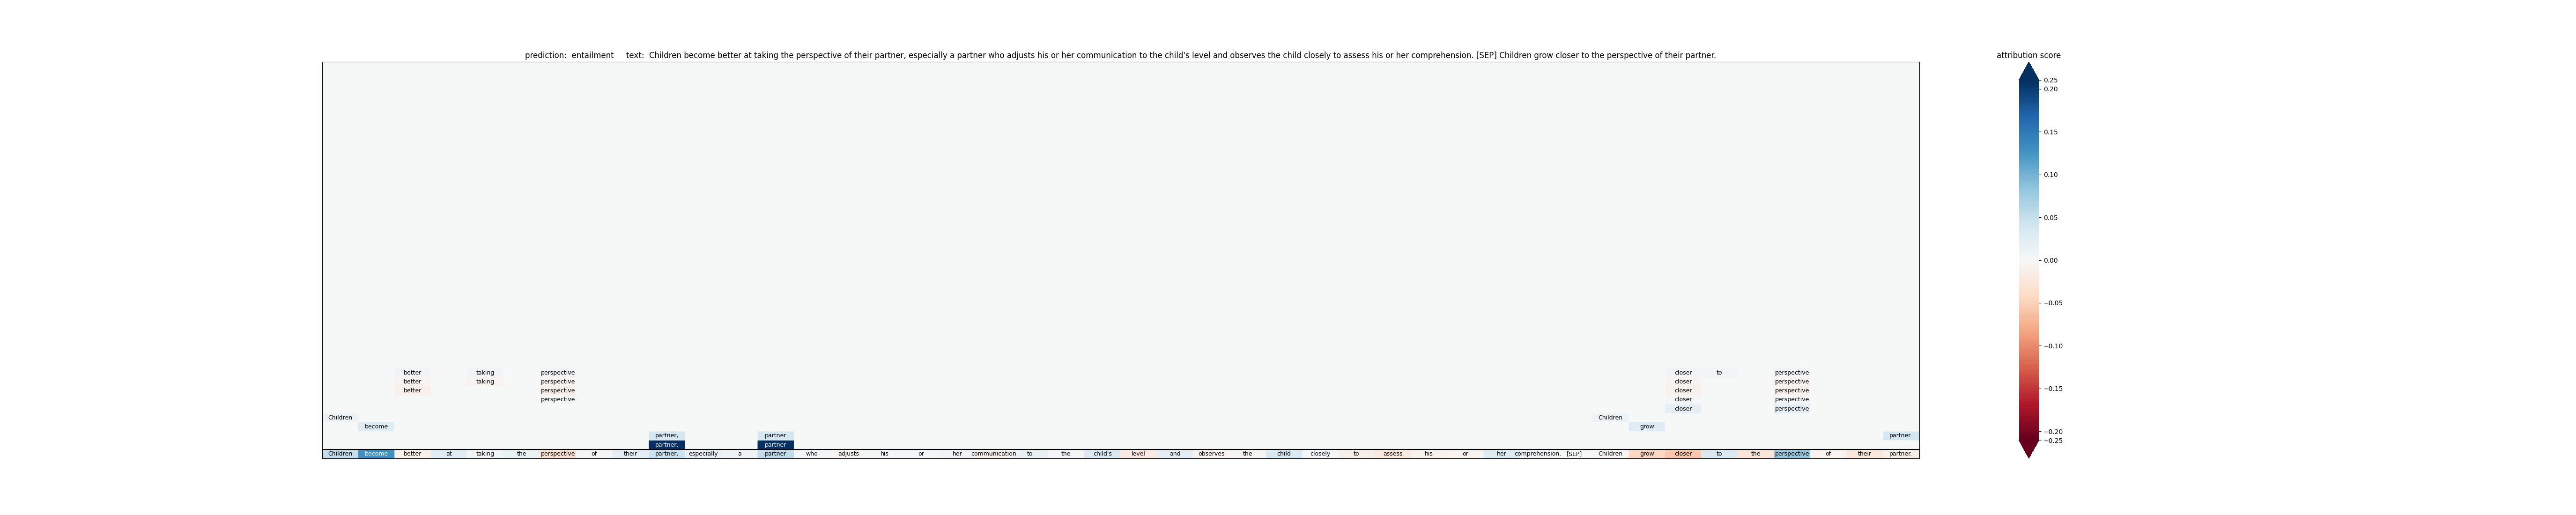 prediction:  entailment     text:  Children become better at taking the perspective of their partner, especially a partner who adjusts his or her communication to the child's level and observes the child closely to assess his or her comprehension. [SEP] Children grow closer to the perspective of their partner.
attribution score
0.25
0.20
0.15
0.10
0.05
0.00
−0.05
−0.10
−0.15
−0.20
−0.25
better taking perspective closer to perspective
better taking perspective closer perspective
better perspective closer perspective
perspective closer perspective
closer perspective
Children Children
become grow
partner, partner partner.
partner, partner
Children become better at taking the perspective of their partner, especially a partner who adjusts his or her communication to the child's level and observes the child closely to assess his or her comprehension. [SEP] Children grow closer to the perspective of their partner.